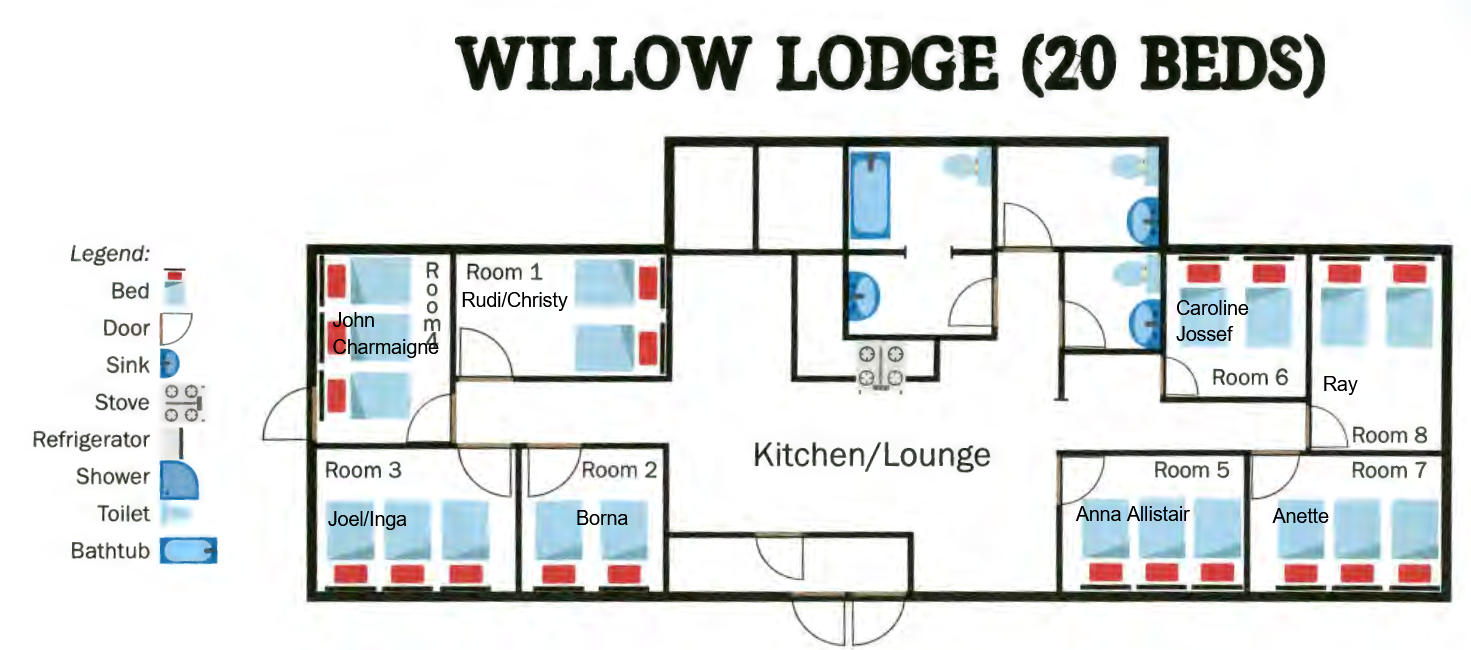 WILLOW LODGE (20 BEDS)
Legend:
Bed
Door
Sink
Stove
Refrigerator
Shower
Toilet
Bathtub
Room 4
John
Charmaigne
Room 1
Rudi/Christy
Caroline
Jossef
Room 6
Ray
Room 8
Kitchen/Lounge
Room 3
Joel/Inga
Room 2
Borna
Room 5
Anna Allistair
Room 7
Anette